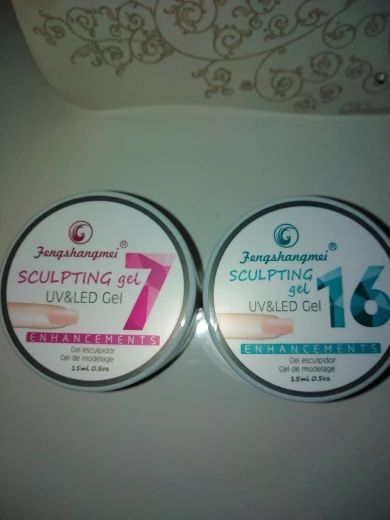 Fengshangmei®
SCULPTING gel
7
UV&LED Gel
ENHANCEMENTS
Gel esculpidor
Gel de modelage
15ml 0.5oz
Fengshangmei®
SCULPTING
gel
16
UV&LED Gel
ENHANCEMENTS
Gel esculpidor
Gel de modelage
15ml 0.5oz